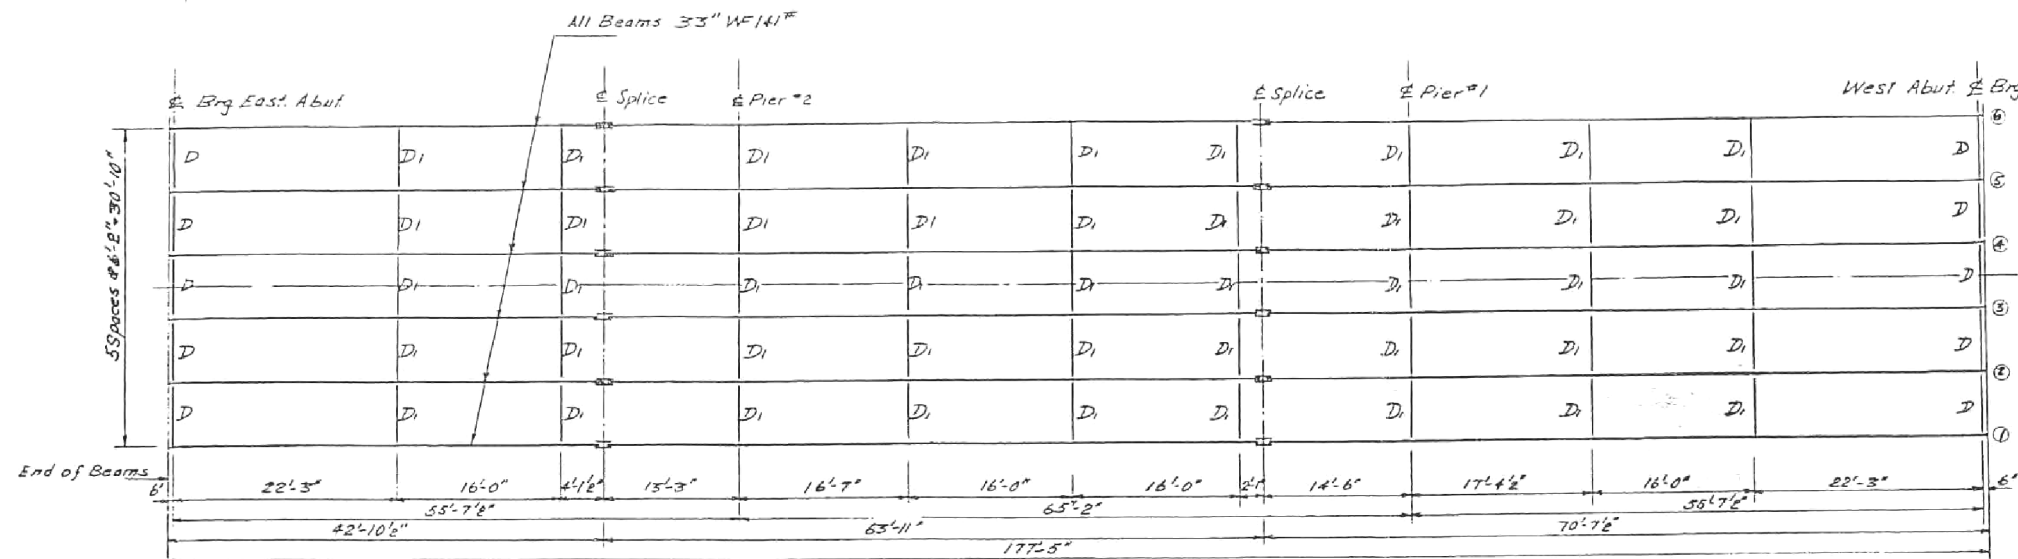 All Beams 33" WF 141#
℄ Brg East. Abut.
℄ Splice
℄ Pier #2
℄ Splice
℄ Pier #1
West Abut. ℄ Brg
D D1 D1 D1 D1 D1 D1 D1 D1 D1 D
⑥
D D1 D1 D1 D1 D1 D1 D1 D1 D1 D
⑤
D D1 D1 D1 D1 D1 D1 D1 D1 D1 D
④
D D1 D1 D1 D1 D1 D1 D1 D1 D1 D
③
D D1 D1 D1 D1 D1 D1 D1 D1 D1 D
②
①
5 Spaces @ 6'-2" = 30'-10"
End of Beams
6" 22'-3" 16'-0" 4'-1½" 13'-3" 16'-7" 16'-0" 16'-0" 2'-1" 14'-6" 17'-4½" 16'-0" 22'-3" 6"
55'-7½" 65'-2" 55'-7½"
42'-10½" 63'-11" 70'-7½"
177'-5"